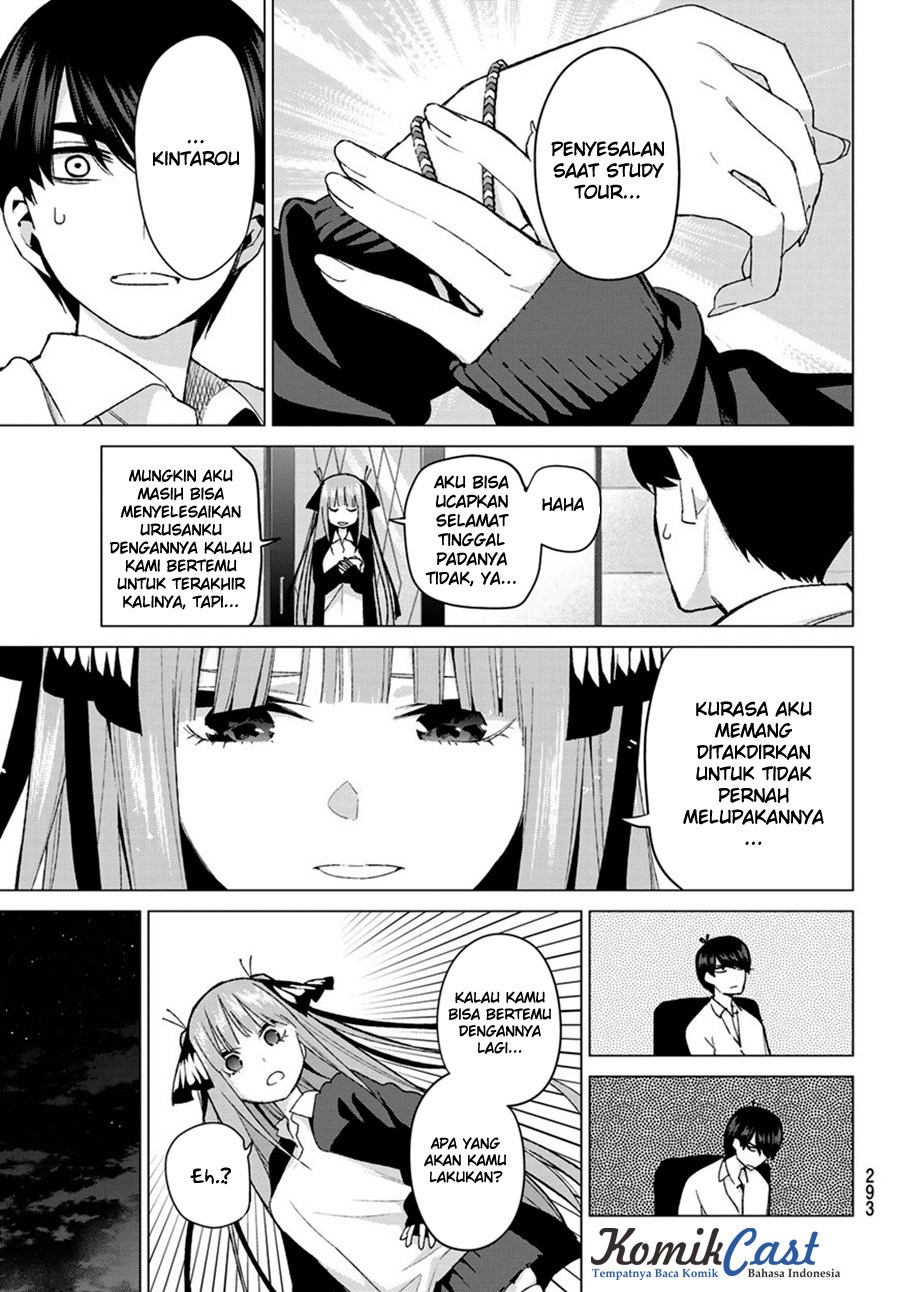 PENYESALAN
SAAT STUDY
TOUR...
...
KINTAROU
HAHA
AKU BISA
UCAPKAN
SELAMAT
TINGGAL
PADANYA
TIDAK, YA...
MUNGKIN AKU
MASIH BISA
MENYELESAIKAN
URUSANKU
DENGANNYA KALAU
KAMI BERTEMU
UNTUK TERAKHIR
KALINYA, TAPI...
KURASA AKU
MEMANG
DITAKDIRKAN
UNTUK TIDAK
PERNAH
MELUPAKANNYA
...
KALAU KAMU
BISA BERTEMU
DENGANNYA
LAGI...
APA YANG
AKAN KAMU
LAKUKAN?
Eh..?
293
KomikCast
Tempatnya Baca Komik Bahasa Indonesia